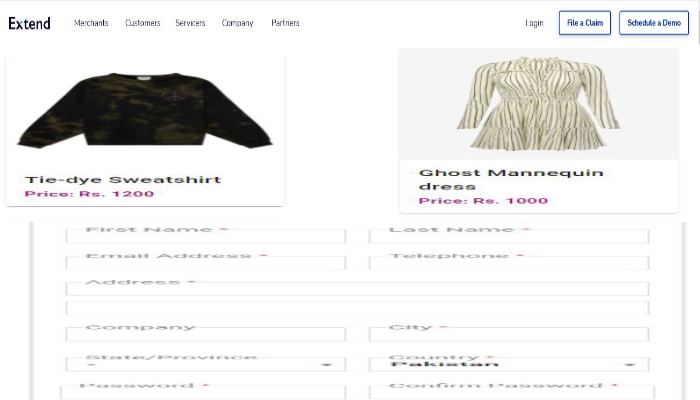 Extend
Merchants Customers Servicers Company Partners Login File a Claim Schedule a Demo
Tie-dye Sweatshirt
Price: Rs. 1200
Ghost Mannequin
dress
Price: Rs. 1000
First Name * Last Name *
Email Address * Telephone *
Address *
Company City *
State/Province Country *
- Pakistan
Password * Confirm Password *